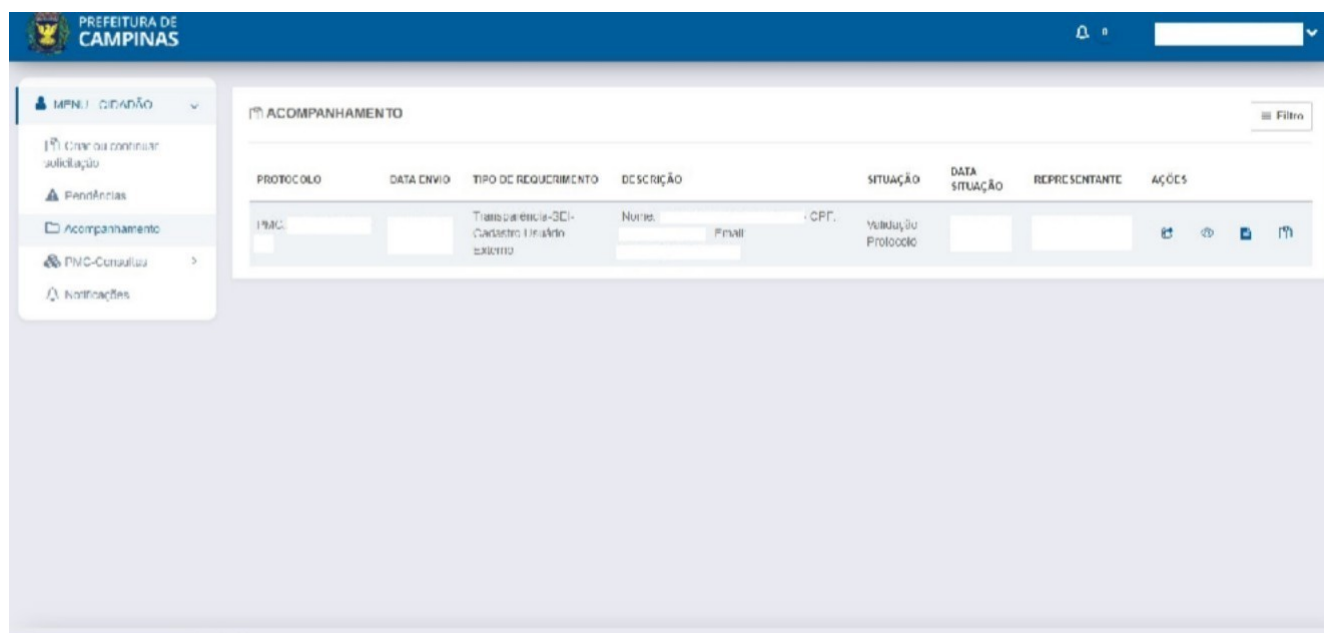 PREFEITURA DE
CAMPINAS
MENU CIDADÃO
Criar ou continuar
solicitação
Pendências
Acompanhamento
PMC-Consultas
Notificações
ACOMPANHAMENTO
Filtro
PROTOCOLO DATA ENVIO TIPO DE REQUERIMENTO DESCRIÇÃO SITUAÇÃO DATA SITUAÇÃO REPRESENTANTE AÇÕES
PMC.
Transparência-SEI-
Cadastro Usuário
Externo
Nome: CPF:
Email:
Validação
Protocolo